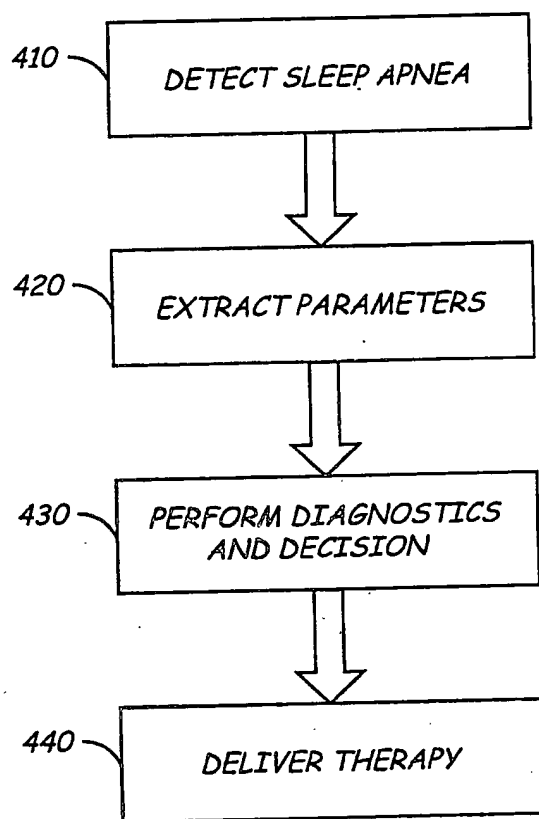 410
DETECT SLEEP APNEA
420
EXTRACT PARAMETERS
430
PERFORM DIAGNOSTICS
AND DECISION
440
DELIVER THERAPY